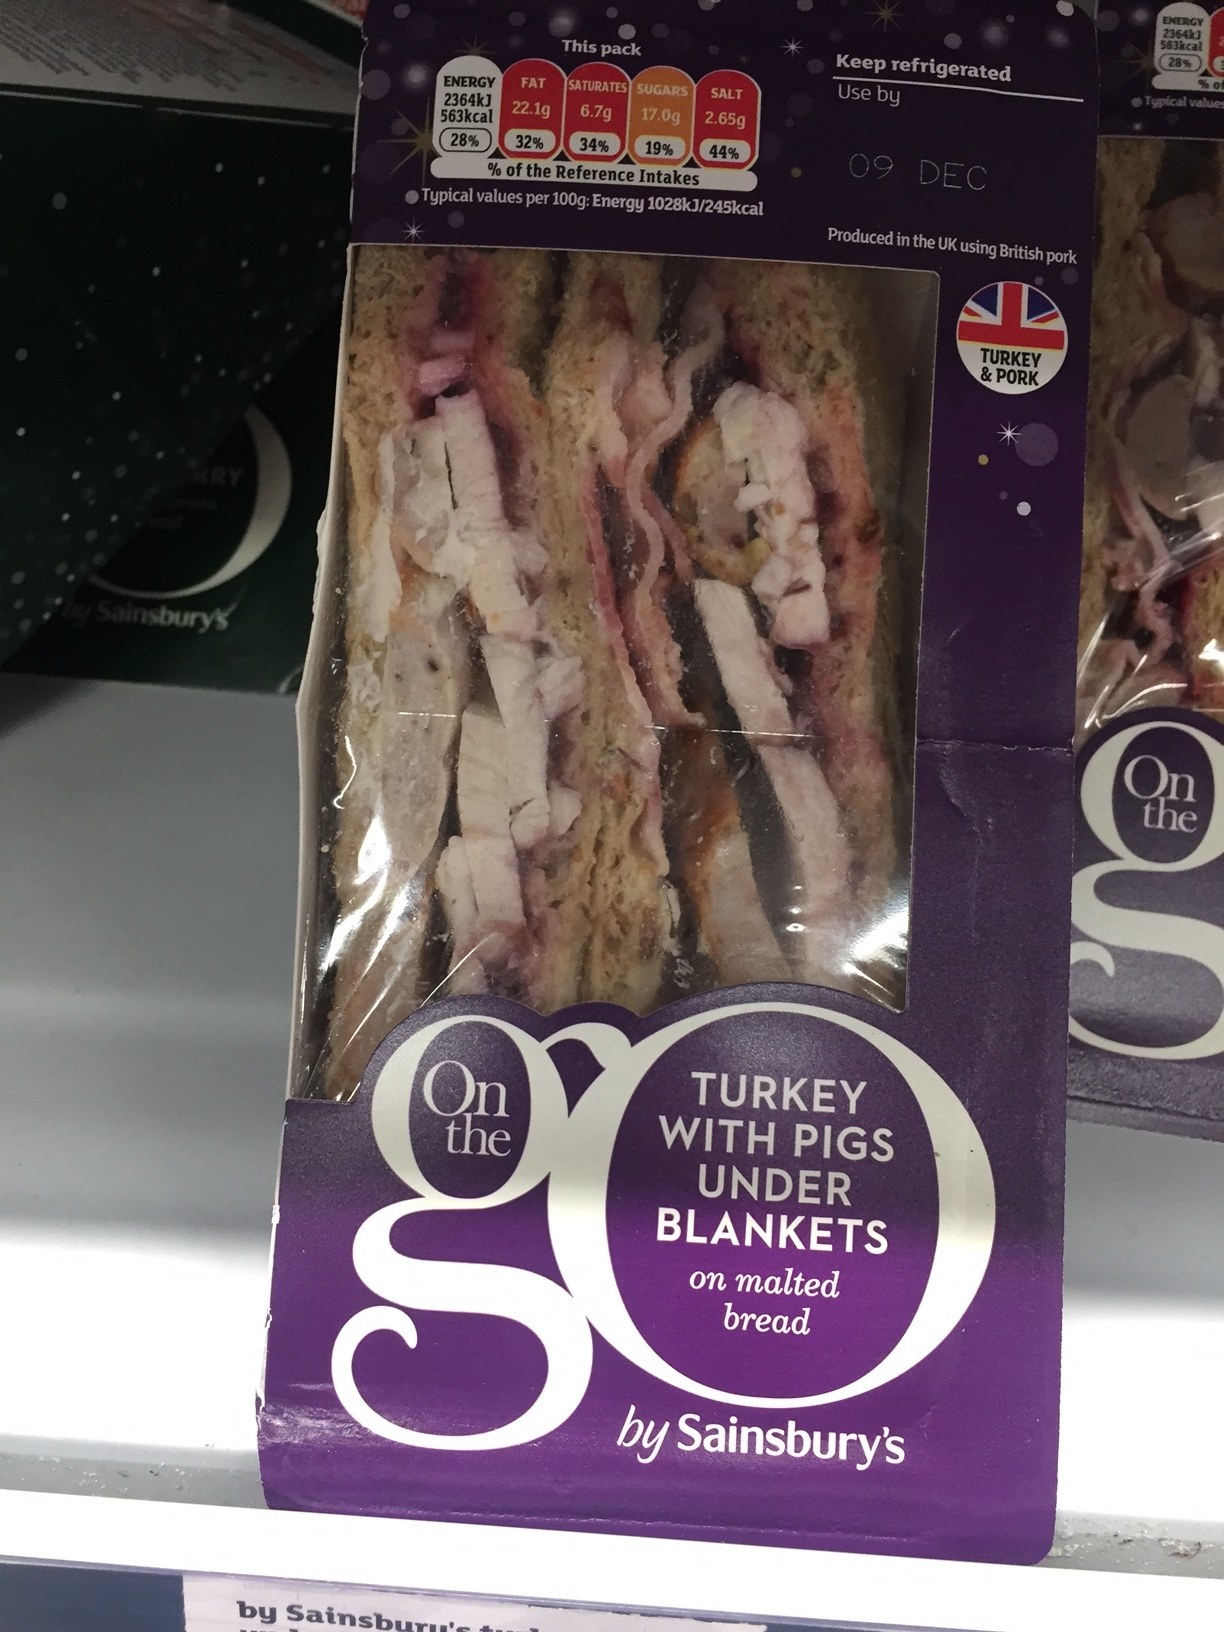 This pack
ENERGY
2364kJ
563kcal
28%
FAT
22.1g
32%
SATURATES
6.7g
34%
SUGARS
17.0g
19%
SALT
2.65g
44%
% of the Reference Intakes
Typical values per 100g: Energy 1028kJ/245kcal
Keep refrigerated
Use by
09 DEC
Produced in the UK using British pork
TURKEY
& PORK
On
the
go
TURKEY
WITH PIGS
UNDER
BLANKETS
on malted
bread
by Sainsbury's
ENERGY
2364kJ
563kcal
28%
% of
Typical values
On
the
g
by Sainsbury's
by Sainsbury's